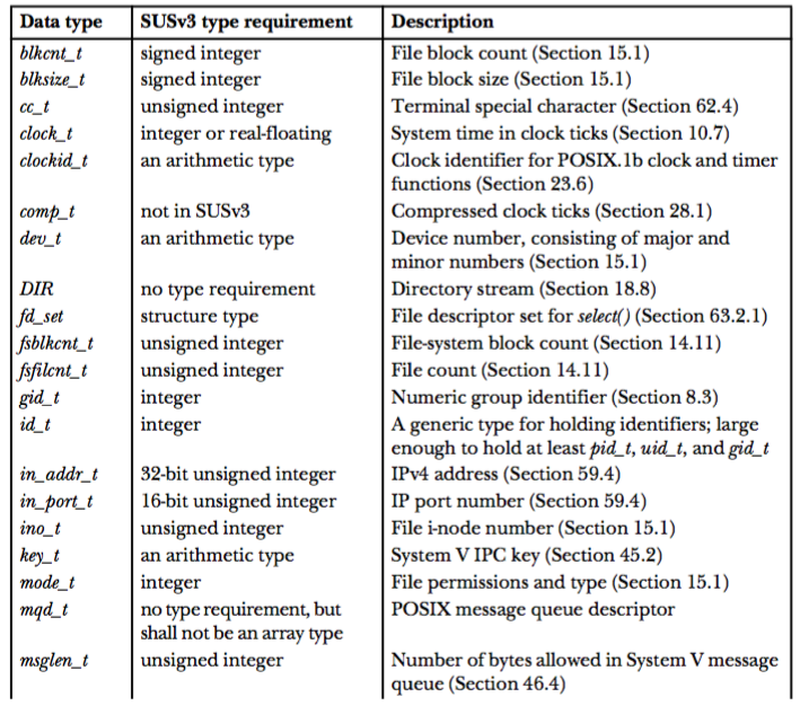 Data type SUSv3 type requirement Description
blkcnt_t signed integer File block count (Section 15.1)
blksize_t signed integer File block size (Section 15.1)
cc_t unsigned integer Terminal special character (Section 62.4)
clock_t integer or real-floating System time in clock ticks (Section 10.7)
clockid_t an arithmetic type Clock identifier for POSIX.1b clock and timer
functions (Section 23.6)
comp_t not in SUSv3 Compressed clock ticks (Section 28.1)
dev_t an arithmetic type Device number, consisting of major and
minor numbers (Section 15.1)
DIR no type requirement Directory stream (Section 18.8)
fd_set structure type File descriptor set for select() (Section 63.2.1)
fsblkcnt_t unsigned integer File-system block count (Section 14.11)
fsfilcnt_t unsigned integer File count (Section 14.11)
gid_t integer Numeric group identifier (Section 8.3)
id_t integer A generic type for holding identifiers; large
enough to hold at least pid_t, uid_t, and gid_t
in_addr_t 32-bit unsigned integer IPv4 address (Section 59.4)
in_port_t 16-bit unsigned integer IP port number (Section 59.4)
ino_t unsigned integer File i-node number (Section 15.1)
key_t an arithmetic type System V IPC key (Section 45.2)
mode_t integer File permissions and type (Section 15.1)
mqd_t no type requirement, but POSIX message queue descriptor
shall not be an array type
msglen_t unsigned integer Number of bytes allowed in System V message
queue (Section 46.4)